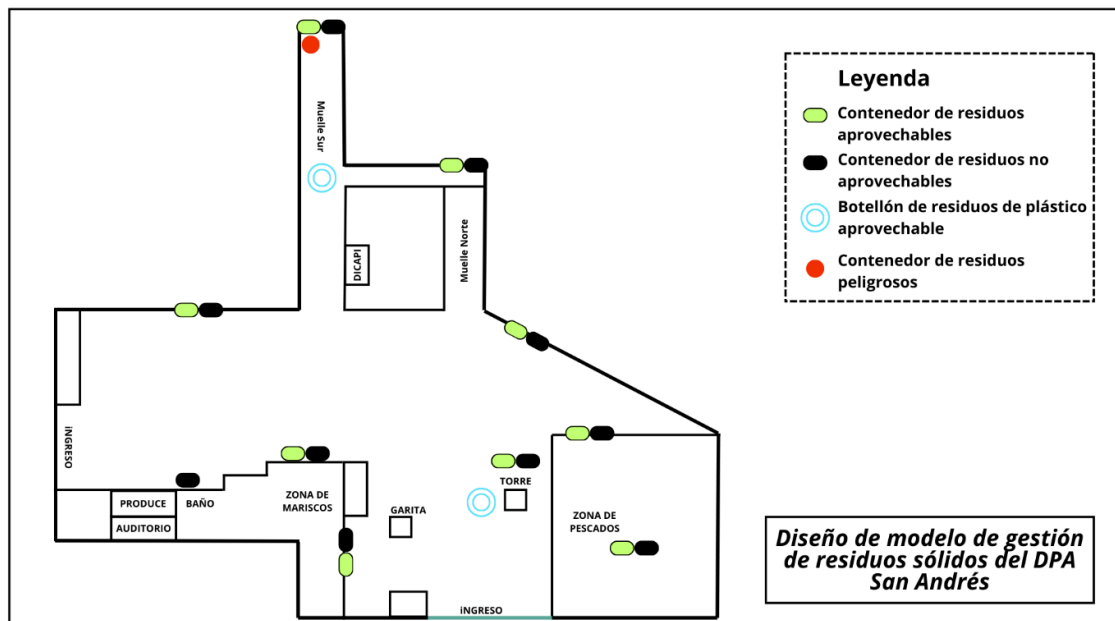 Leyenda
Contenedor de residuos
aprovechables
Contenedor de residuos no
aprovechables
Botellón de residuos de plástico
aprovechable
Contenedor de residuos
peligrosos
Muelle Sur
DICAPI
Muelle Norte
iNGRESO
PRODUCE
BAÑO
AUDITORIO
ZONA DE
MARISCOS
GARITA
TORRE
ZONA DE
PESCADOS
iNGRESO
Diseño de modelo de gestión
de residuos sólidos del DPA
San Andrés